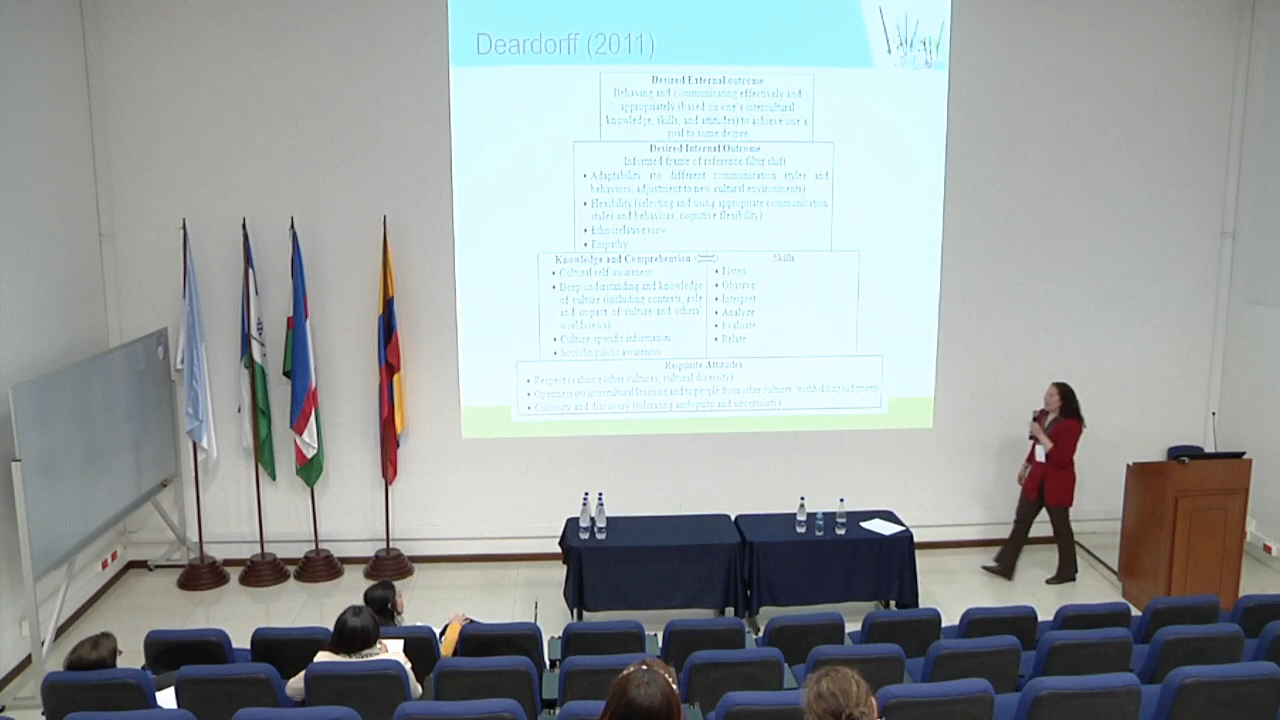 Deardorff (2011)
Desired External outcome
Behaving and communicating effectively and
appropriately (based on one's intercultural
knowledge, skills, and attitudes) to achieve one's
goal to some degree
Desired Internal Outcome
Informed frame of reference filter shift
• Adaptability (to different communication styles and
behaviors; adjustment to new cultural environments)
• Flexibility (selecting and using appropriate communication
styles and behaviors; cognitive flexibility)
• Ethnorelative view
• Empathy
Knowledge and Comprehension
• Cultural self awareness
• Deep understanding and knowledge
of culture (including contexts, role
and impact of culture and others'
worldviews)
• Culture specific information
• Sociolinguistic awareness
Skills
• Listen
• Observe
• Interpret
• Analyze
• Evaluate
• Relate
Requisite Attitudes
• Respect (valuing other cultures, cultural diversity)
• Openness (to intercultural learning and to people from other cultures, withholding judgment)
• Curiosity and discovery (tolerating ambiguity and uncertainty)